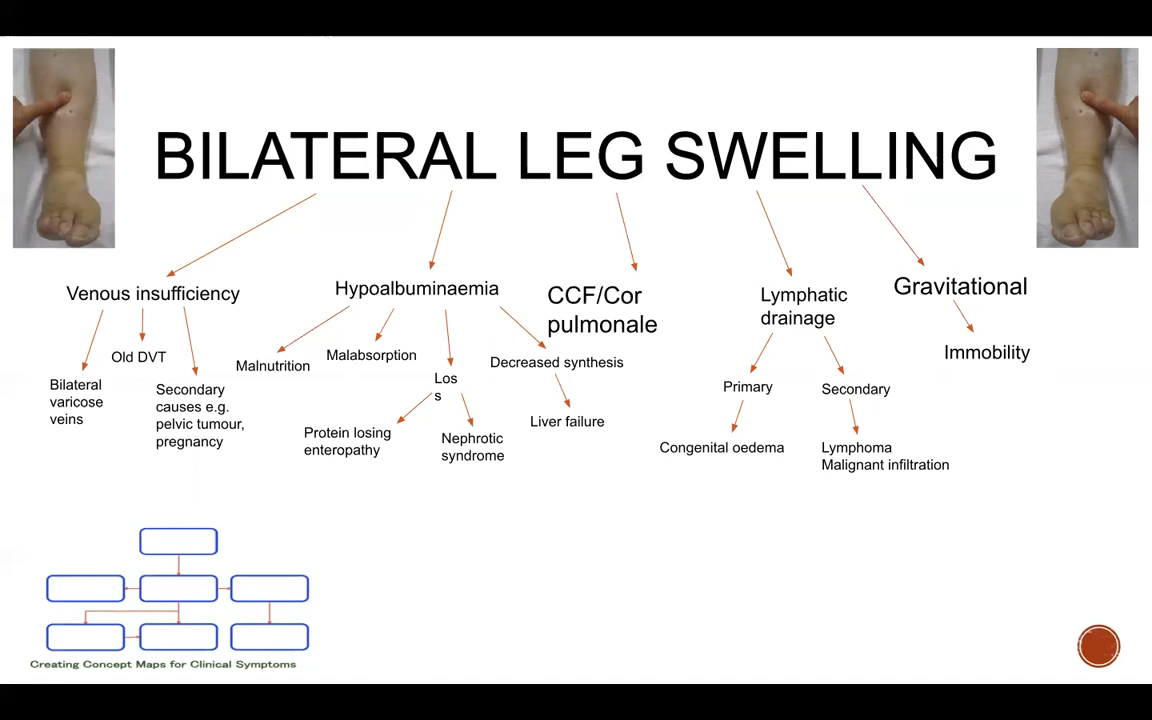 BILATERAL LEG SWELLING
Venous insufficiency
Bilateral
varicose
veins
Old DVT
Secondary
causes e.g.
pelvic tumour,
pregnancy
Hypoalbuminaemia
Malnutrition
Malabsorption
Los
s
Protein losing
enteropathy
Nephrotic
syndrome
Decreased synthesis
Liver failure
CCF/Cor
pulmonale
Lymphatic
drainage
Primary
Congenital oedema
Secondary
Lymphoma
Malignant infiltration
Gravitational
Immobility
Creating Concept Maps for Clinical Symptoms